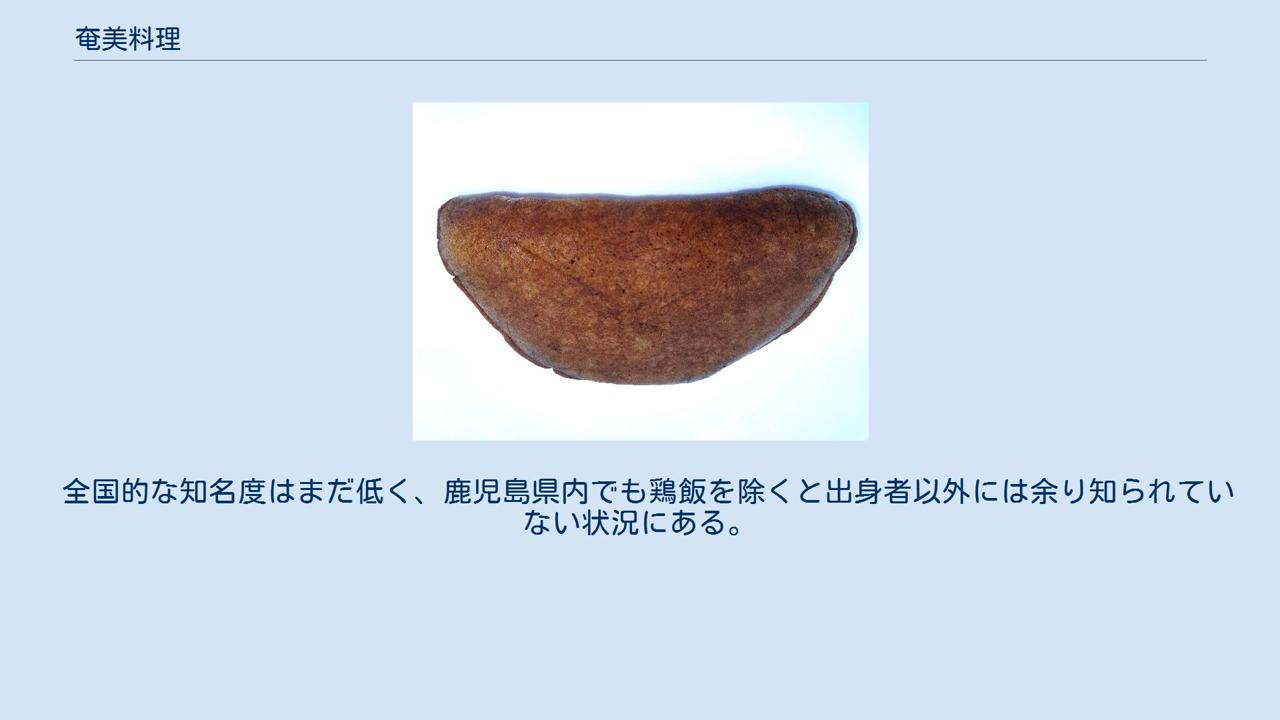 奄美料理
全国的な知名度はまだ低く、鹿児島県内でも鶏飯を除くと出身者以外には余り知られてい
ない状況にある。